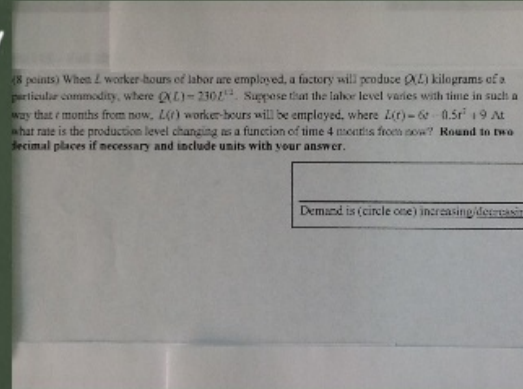 (8 points) When L worker-hours of labor are employed, a factory will produce Q(L) kilograms of a
particular commodity, where Q(L) = 230L^1/2. Suppose that the labor level varies with time in such a
way that t months from now, L(t) worker-hours will be employed, where L(t) = 6t - 0.5t² + 9 At
what rate is the production level changing as a function of time 4 months from now? Round to two
decimal places if necessary and include units with your answer.
Demand is (circle one) increasing/decreasin